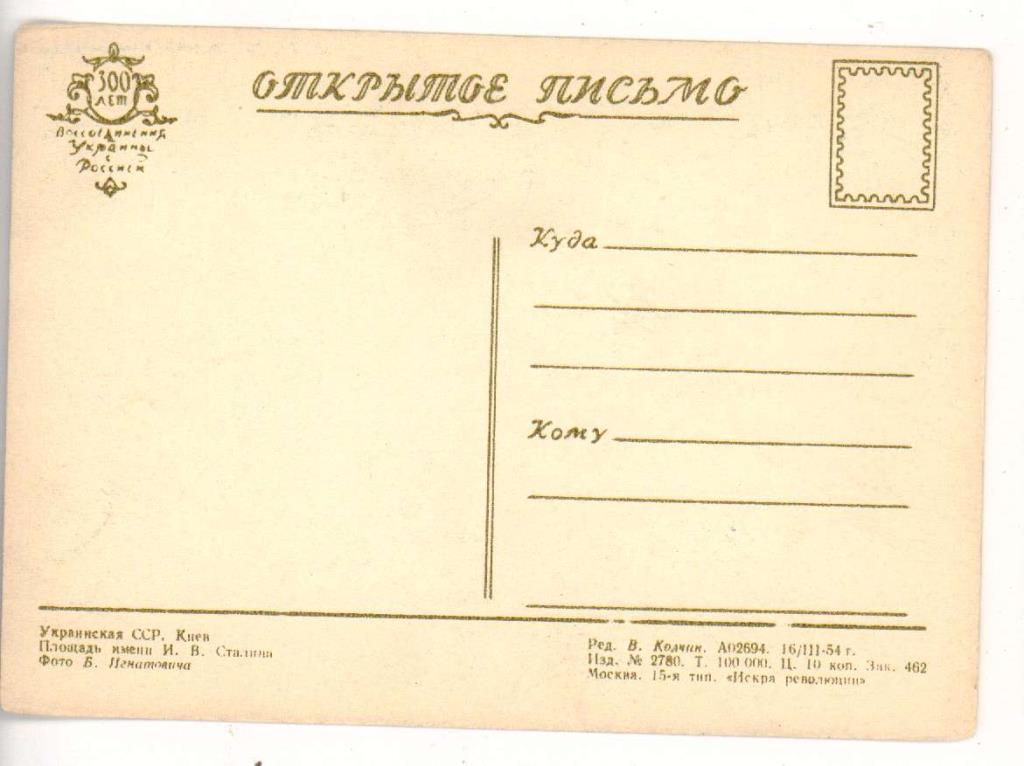 300
ЛЕТ
Воссоединения
Украины
с
Россией
ОТКРЫТОЕ ПИСЬМО
Куда
Кому
Украинская ССР. Киев
Площадь имени И. В. Сталина
Фото Б. Игнатовича
Ред. В. Колчин. А02694. 16/III-54 г.
Изд. № 2780. Т. 100 000. Ц. 10 коп. Зак. 462
Москва. 15-я тип. «Искра революции»